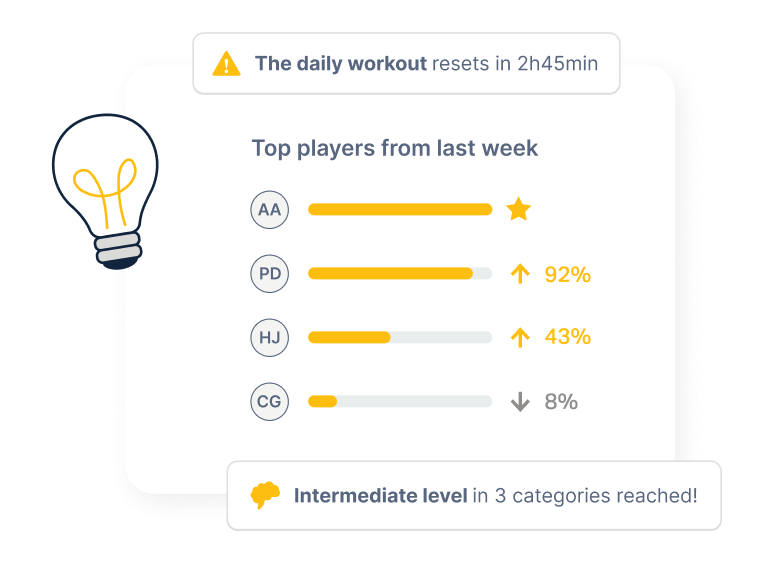 The daily workout resets in 2h45min
Top players from last week
AA
PD 92%
HJ 43%
CG 8%
Intermediate level in 3 categories reached!